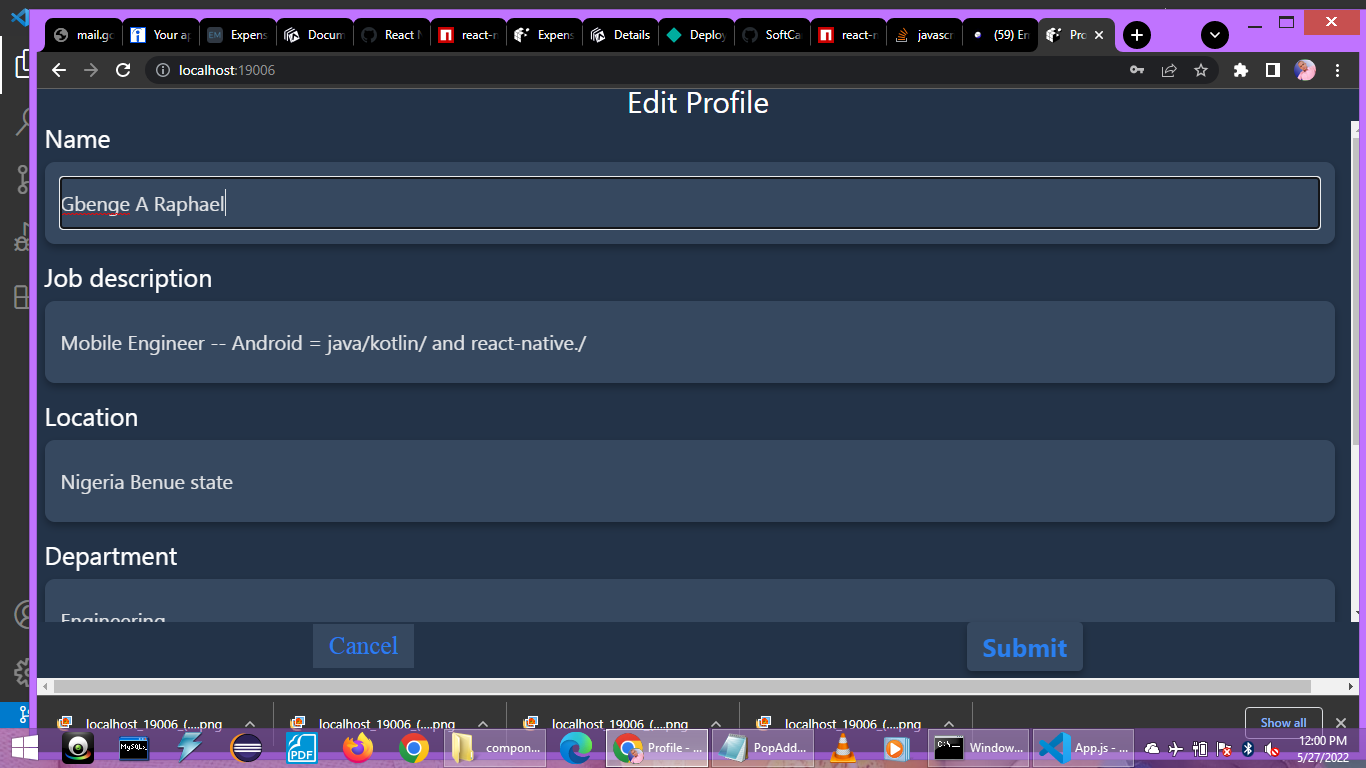 mail.gc
Your ap
EM
Expens
Docum
React N
react-n
Expens
Details
Deploy
SoftCa
react-n
javascr
(59) En
Pro
localhost:19006
Edit Profile
Name
Gbenge A Raphael
Job description
Mobile Engineer -- Android = java/kotlin/ and react-native./
Location
Nigeria Benue state
Department
Engineering
Cancel
Submit
localhost_19006_(....png
localhost_19006_(....png
localhost_19006_(....png
localhost_19006_(....png
Show all
MySQL
PDF
compon...
Profile - ...
PopAdd...
Window...
App.js - ...
12:00 PM
5/27/2022